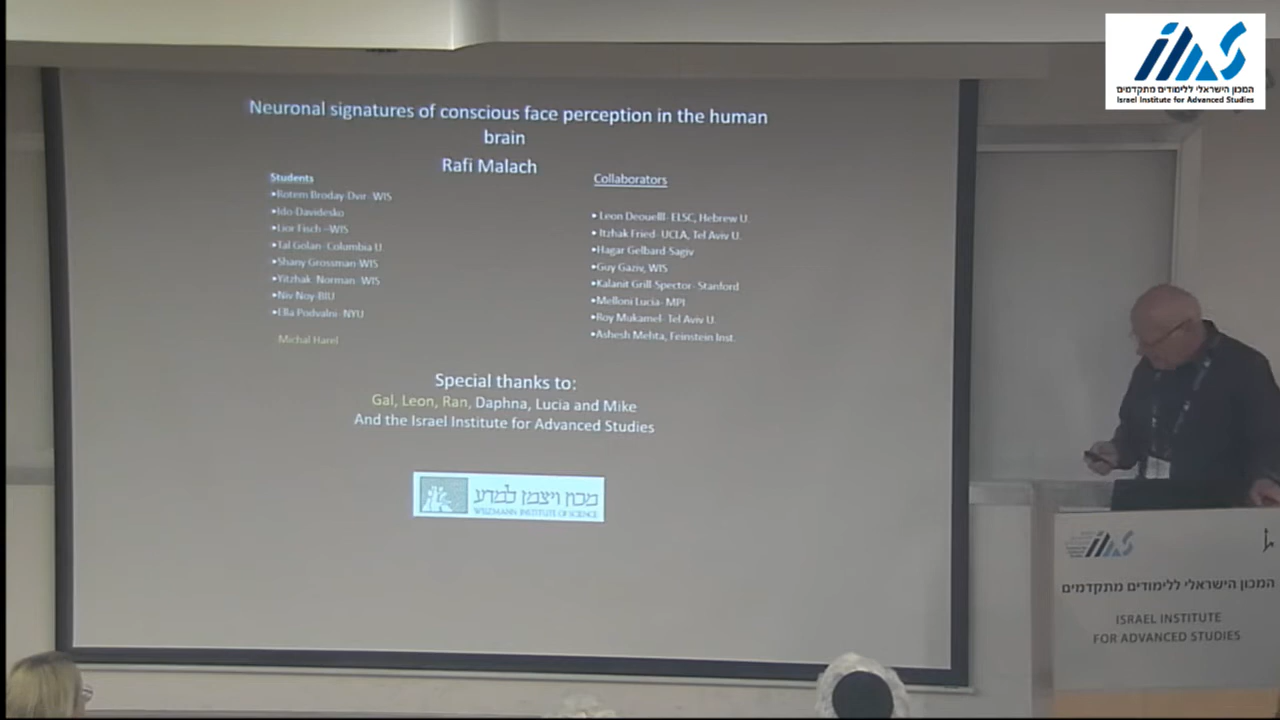 המכון הישראלי ללימודים מתקדמים
Israel Institute for Advanced Studies
Neuronal signatures of conscious face perception in the human
brain
Rafi Malach
Students
•Rotem Broday-Dvir- WIS
•Ido Davidesko
•Lior Fisch –WIS
•Tal Golan- Columbia U
•Shany Grossman-WIS
•Yitzhak Norman- WIS
•Niv Noy-BIU
•Ella Podvalni- NYU
Michal Harel
Collaborators
• Leon Deouelll- ELSC, Hebrew U.
• Itzhak Fried- UCLA, Tel Aviv U.
•Hagar Gelbard-Sagiv
•Guy Gaziv, WIS
•Kalanit Grill-Spector- Stanford
•Melloni Lucia- MPI
•Roy Mukamel- Tel Aviv U.
•Ashesh Mehta, Feinstein Inst.
Special thanks to:
Gal, Leon, Ran, Daphna, Lucia and Mike
And the Israel Institute for Advanced Studies
מכון ויצמן למדע
WEIZMANN INSTITUTE OF SCIENCE
המכון הישראלי ללימודים מתקדמים
ISRAEL INSTITUTE
FOR ADVANCED STUDIES